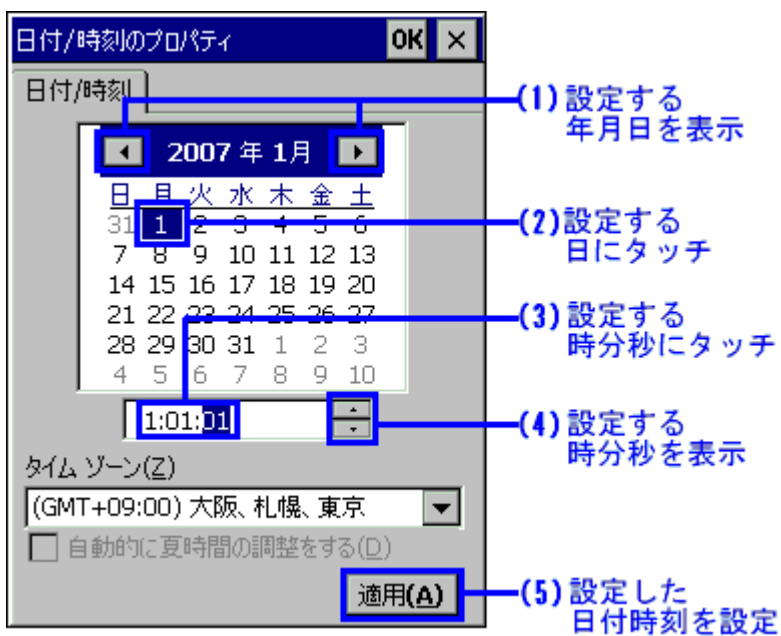 日付/時刻のプロパティ OK ×
日付/時刻
2007 年 1月
日 月 火 水 木 金 土
31 1 2 3 4 5 6
7 8 9 10 11 12 13
14 15 16 17 18 19 20
21 22 23 24 25 26 27
28 29 30 31 1 2 3
4 5 6 7 8 9 10
1:01:01
タイム ゾーン(Z)
(GMT+09:00) 大阪、札幌、東京
自動的に夏時間の調整をする(D)
適用(A)
(1)設定する
年月日を表示
(2)設定する
日にタッチ
(3)設定する
時分秒にタッチ
(4)設定する
時分秒を表示
(5)設定した
日付時刻を設定